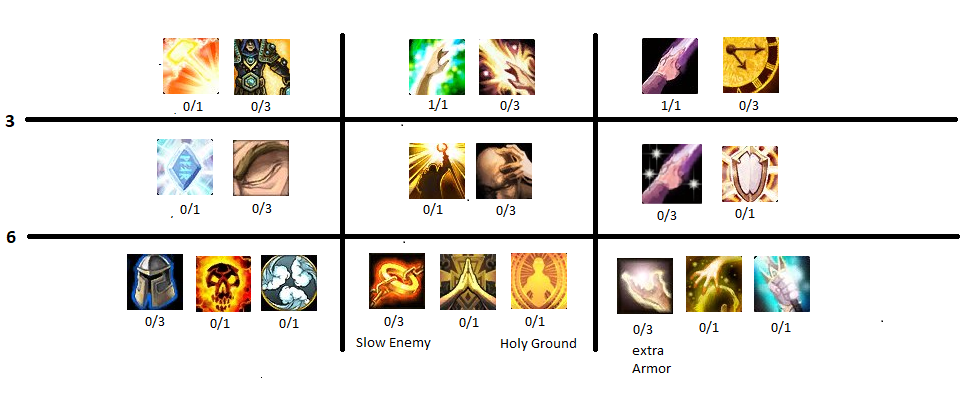 0/1 0/3 1/1 0/3 1/1 0/3
3
0/1 0/3 0/1 0/3 0/3 0/1
6
0/3 0/1 0/1 0/3 0/1 0/1 0/3 0/1 0/1
Slow Enemy Holy Ground extra
Armor